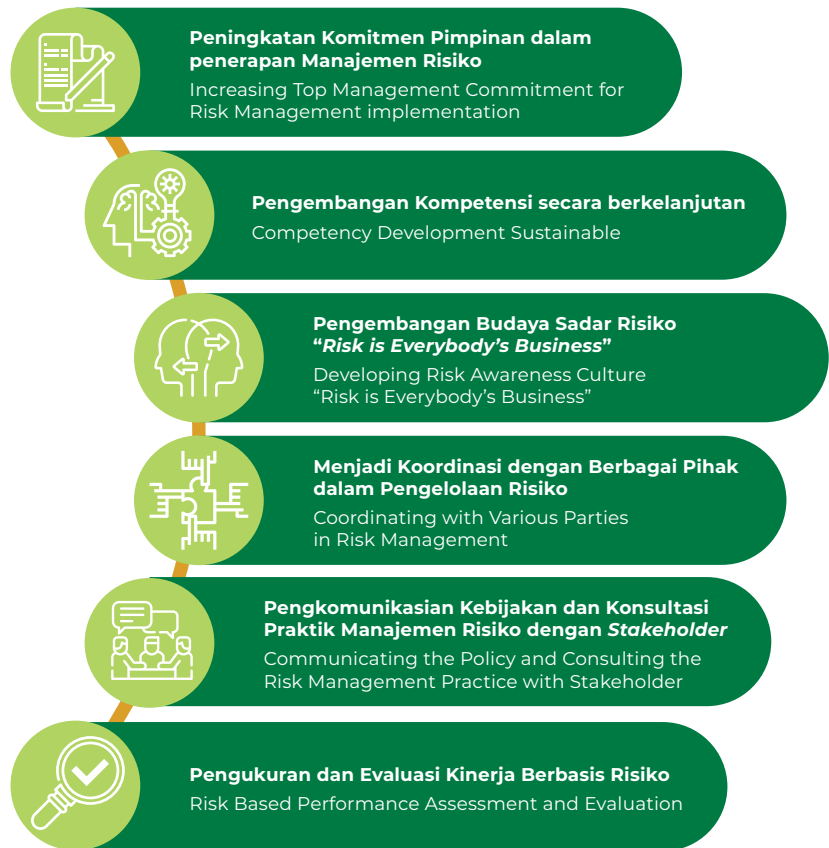 Peningkatan Komitmen Pimpinan dalam
penerapan Manajemen Risiko
Increasing Top Management Commitment for
Risk Management implementation
Pengembangan Kompetensi secara berkelanjutan
Competency Development Sustainable
Pengembangan Budaya Sadar Risiko
“Risk is Everybody’s Business”
Developing Risk Awareness Culture
“Risk is Everybody’s Business”
Menjadi Koordinasi dengan Berbagai Pihak
dalam Pengelolaan Risiko
Coordinating with Various Parties
in Risk Management
Pengkomunikasian Kebijakan dan Konsultasi
Praktik Manajemen Risiko dengan Stakeholder
Communicating the Policy and Consulting the
Risk Management Practice with Stakeholder
Pengukuran dan Evaluasi Kinerja Berbasis Risiko
Risk Based Performance Assessment and Evaluation